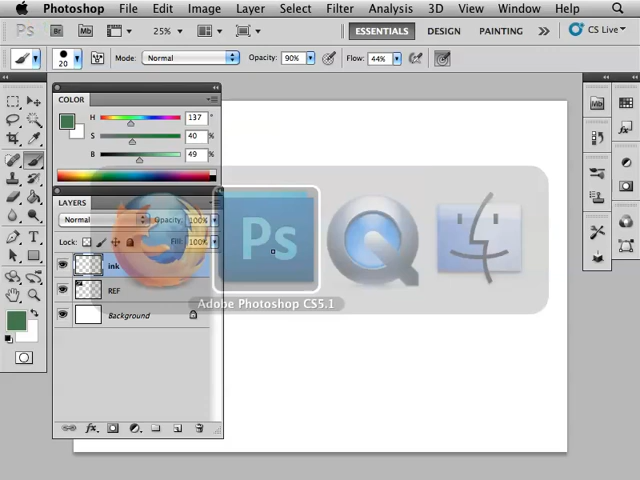 Photoshop File Edit Image Layer Select Filter Analysis 3D View Window Help
Ps Br Mb 25% ESSENTIALS DESIGN PAINTING CS Live
20 Mode: Normal Opacity: 90% Flow: 44%
COLOR
H 137
S 40 %
B 49 %
LAYERS
Normal Opacity: 100%
Lock: Fill: 100%
ink
REF
Background
Ps
Adobe Photoshop CS5.1
Mb